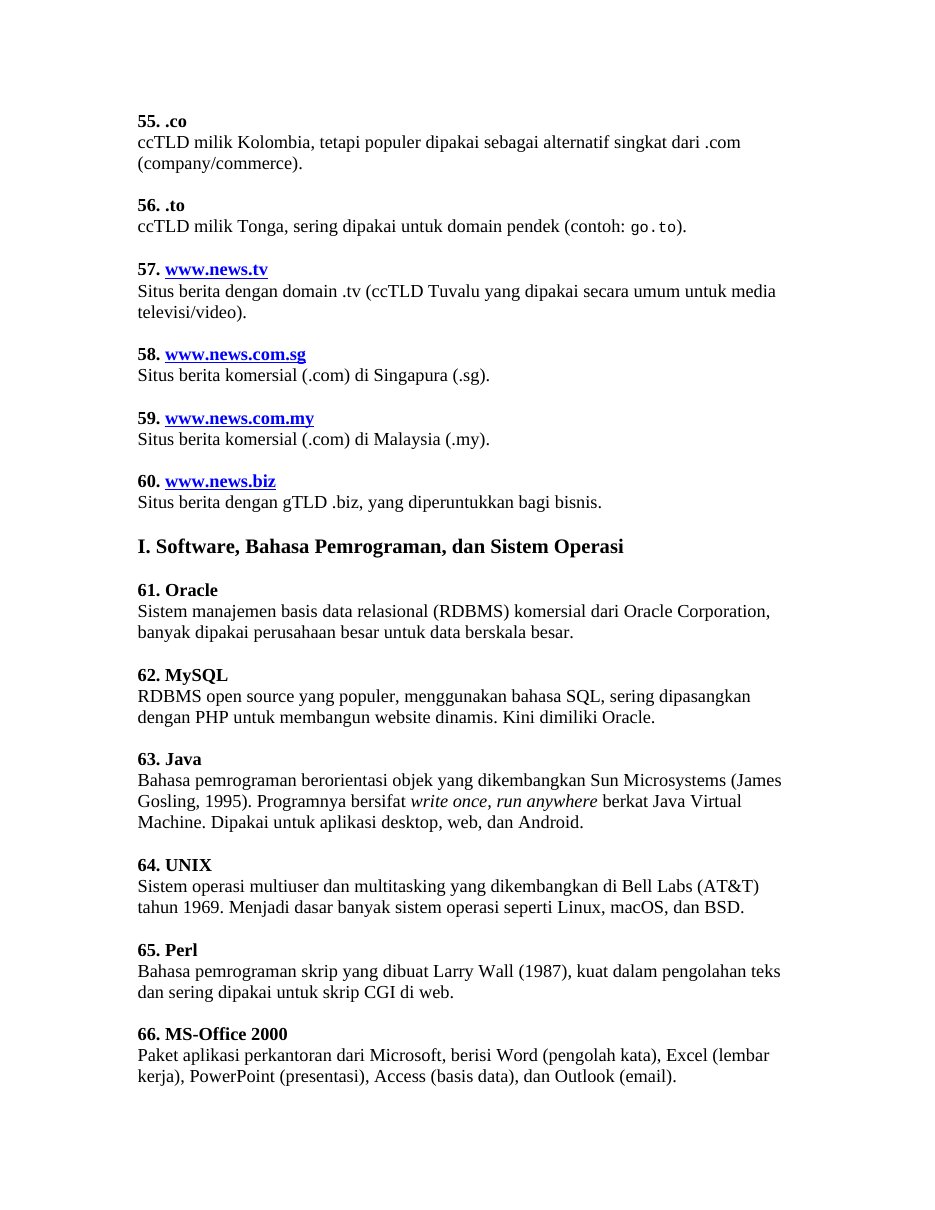 55. .co
ccTLD milik Kolombia, tetapi populer dipakai sebagai alternatif singkat dari .com
(company/commerce).
56. .to
ccTLD milik Tonga, sering dipakai untuk domain pendek (contoh: go.to).
57. www.news.tv
Situs berita dengan domain .tv (ccTLD Tuvalu yang dipakai secara umum untuk media
televisi/video).
58. www.news.com.sg
Situs berita komersial (.com) di Singapura (.sg).
59. www.news.com.my
Situs berita komersial (.com) di Malaysia (.my).
60. www.news.biz
Situs berita dengan gTLD .biz, yang diperuntukkan bagi bisnis.
I. Software, Bahasa Pemrograman, dan Sistem Operasi
61. Oracle
Sistem manajemen basis data relasional (RDBMS) komersial dari Oracle Corporation,
banyak dipakai perusahaan besar untuk data berskala besar.
62. MySQL
RDBMS open source yang populer, menggunakan bahasa SQL, sering dipasangkan
dengan PHP untuk membangun website dinamis. Kini dimiliki Oracle.
63. Java
Bahasa pemrograman berorientasi objek yang dikembangkan Sun Microsystems (James
Gosling, 1995). Programnya bersifat write once, run anywhere berkat Java Virtual
Machine. Dipakai untuk aplikasi desktop, web, dan Android.
64. UNIX
Sistem operasi multiuser dan multitasking yang dikembangkan di Bell Labs (AT&T)
tahun 1969. Menjadi dasar banyak sistem operasi seperti Linux, macOS, dan BSD.
65. Perl
Bahasa pemrograman skrip yang dibuat Larry Wall (1987), kuat dalam pengolahan teks
dan sering dipakai untuk skrip CGI di web.
66. MS-Office 2000
Paket aplikasi perkantoran dari Microsoft, berisi Word (pengolah kata), Excel (lembar
kerja), PowerPoint (presentasi), Access (basis data), dan Outlook (email).